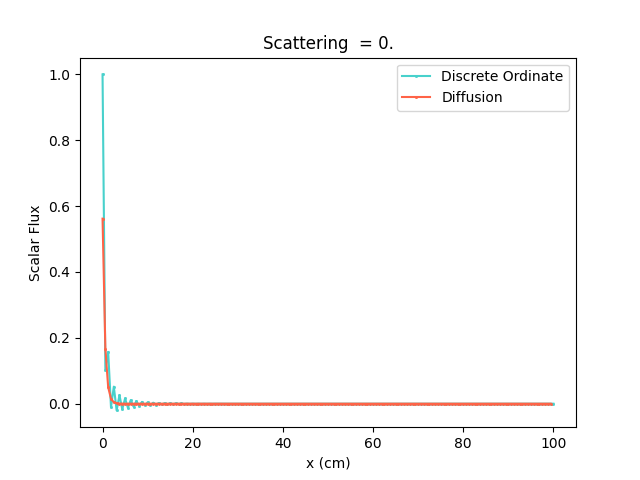 Scattering = 0.
Discrete Ordinate
Diffusion
Scalar Flux
1.0
0.8
0.6
0.4
0.2
0.0
0 20 40 60 80 100
x (cm)